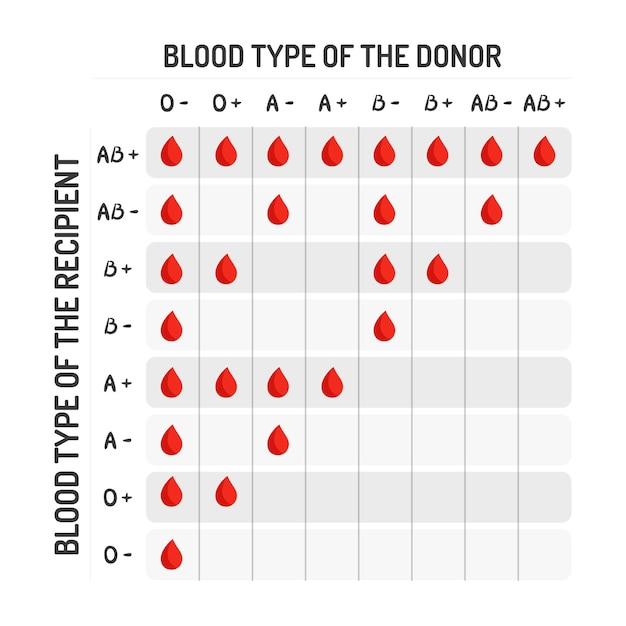 BLOOD TYPE OF THE DONOR
O - O + A - A + B - B + AB - AB +
BLOOD TYPE OF THE RECIPIENT
AB +
AB -
B +
B -
A +
A -
O +
O -